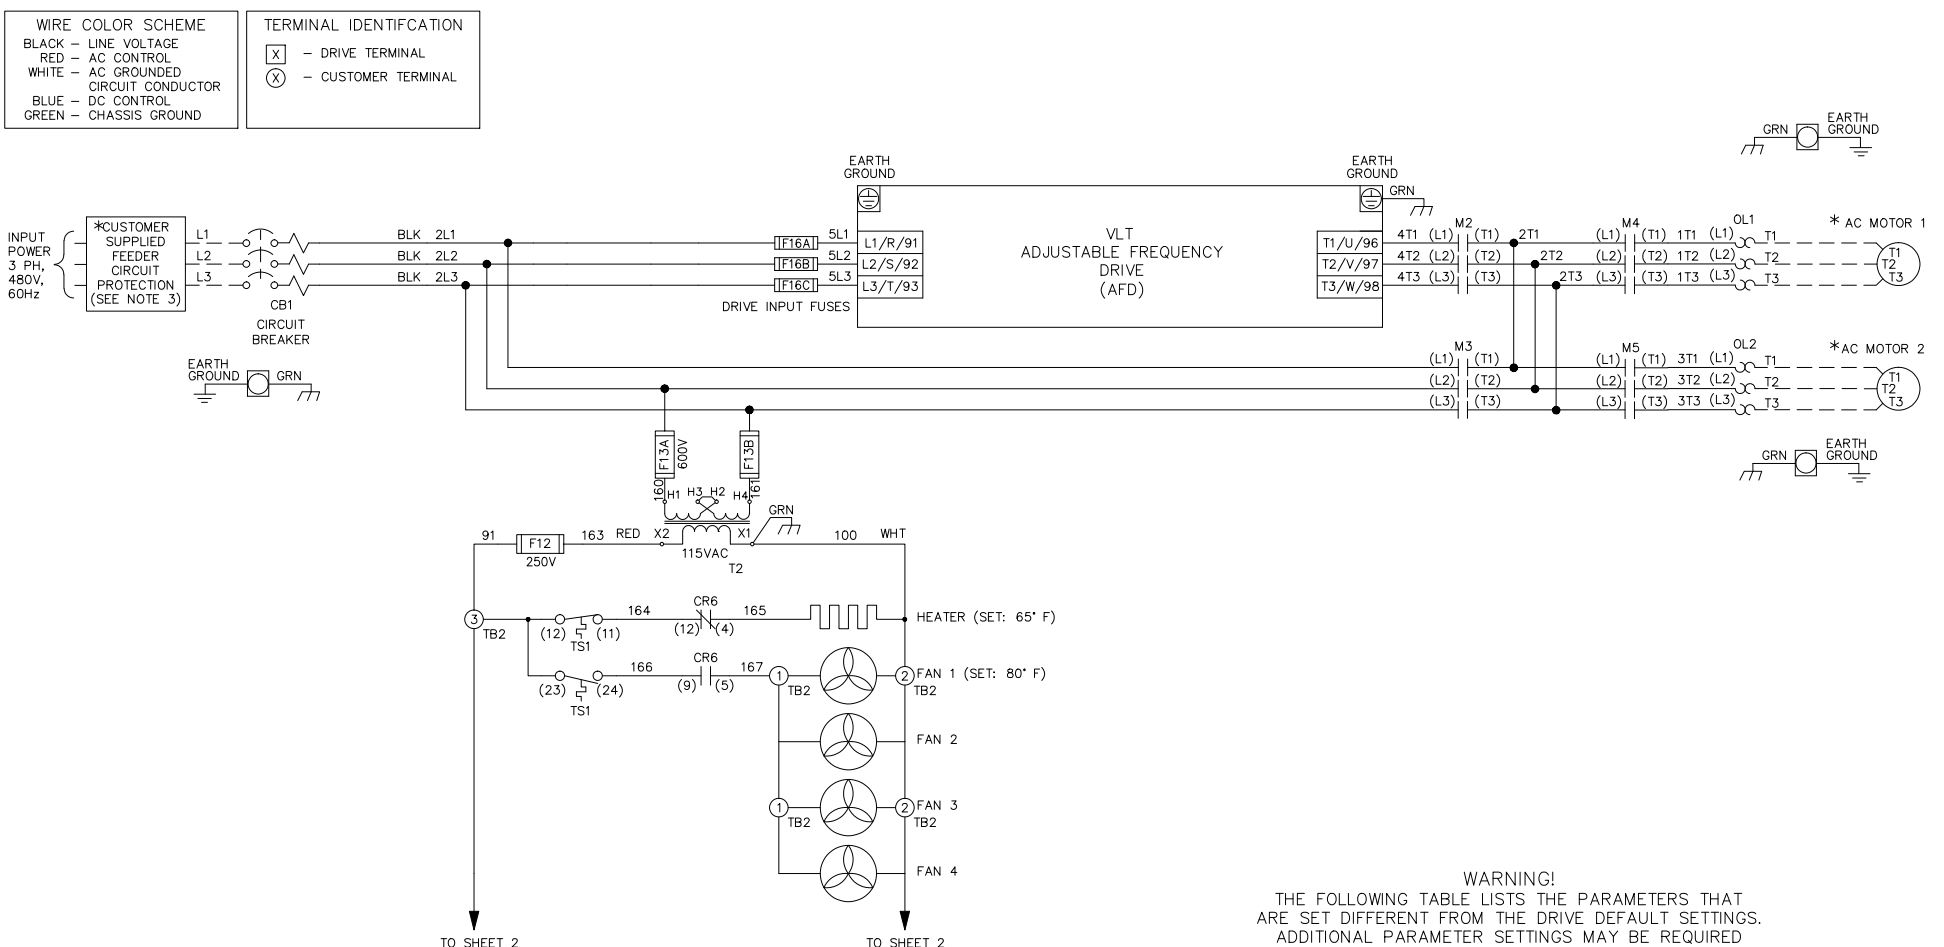 WIRE COLOR SCHEME
BLACK – LINE VOLTAGE
RED – AC CONTROL
WHITE – AC GROUNDED
CIRCUIT CONDUCTOR
BLUE – DC CONTROL
GREEN – CHASSIS GROUND
TERMINAL IDENTIFCATION
X – DRIVE TERMINAL
X – CUSTOMER TERMINAL
GRN
EARTH
GROUND
EARTH
GROUND
EARTH
GROUND
GRN
INPUT
POWER
3 PH,
480V,
60Hz
*CUSTOMER
SUPPLIED
FEEDER
CIRCUIT
PROTECTION
(SEE NOTE 3)
L1
L2
L3
CB1
CIRCUIT
BREAKER
BLK 2L1
BLK 2L2
BLK 2L3
F16A 5L1
F16B 5L2
F16C 5L3
DRIVE INPUT FUSES
L1/R/91
L2/S/92
L3/T/93
VLT
ADJUSTABLE FREQUENCY
DRIVE
(AFD)
T1/U/96
T2/V/97
T3/W/98
M2
M4
OL1
* AC MOTOR 1
4T1 (L1) (T1) 2T1 (L1) (T1) 1T1 (L1) T1
4T2 (L2) (T2) 2T2 (L2) (T2) 1T2 (L2) T2
4T3 (L3) (T3) 2T3 (L3) (T3) 1T3 (L3) T3
T1
T2
T3
EARTH
GROUND
GRN
M3
M5
OL2
*AC MOTOR 2
(L1) (T1) (L1) (T1) 3T1 (L1) T1
(L2) (T2) (L2) (T2) 3T2 (L2) T2
(L3) (T3) (L3) (T3) 3T3 (L3) T3
T1
T2
T3
GRN
EARTH
GROUND
F13A
600V
F13B
160
161
H1 H3 H2 H4
GRN
91 F12 163 RED X2 X1 100 WHT
250V
115VAC
T2
3
TB2
164 CR6 165
(12) (11) (12) (4)
TS1
HEATER (SET: 65° F)
166 CR6 167
(23) (24) (9) (5)
TS1
1
TB2
2
TB2
FAN 1 (SET: 80° F)
FAN 2
1
TB2
2
TB2
FAN 3
FAN 4
TO SHEET 2
TO SHEET 2
WARNING!
THE FOLLOWING TABLE LISTS THE PARAMETERS THAT
ARE SET DIFFERENT FROM THE DRIVE DEFAULT SETTINGS.
ADDITIONAL PARAMETER SETTINGS MAY BE REQUIRED